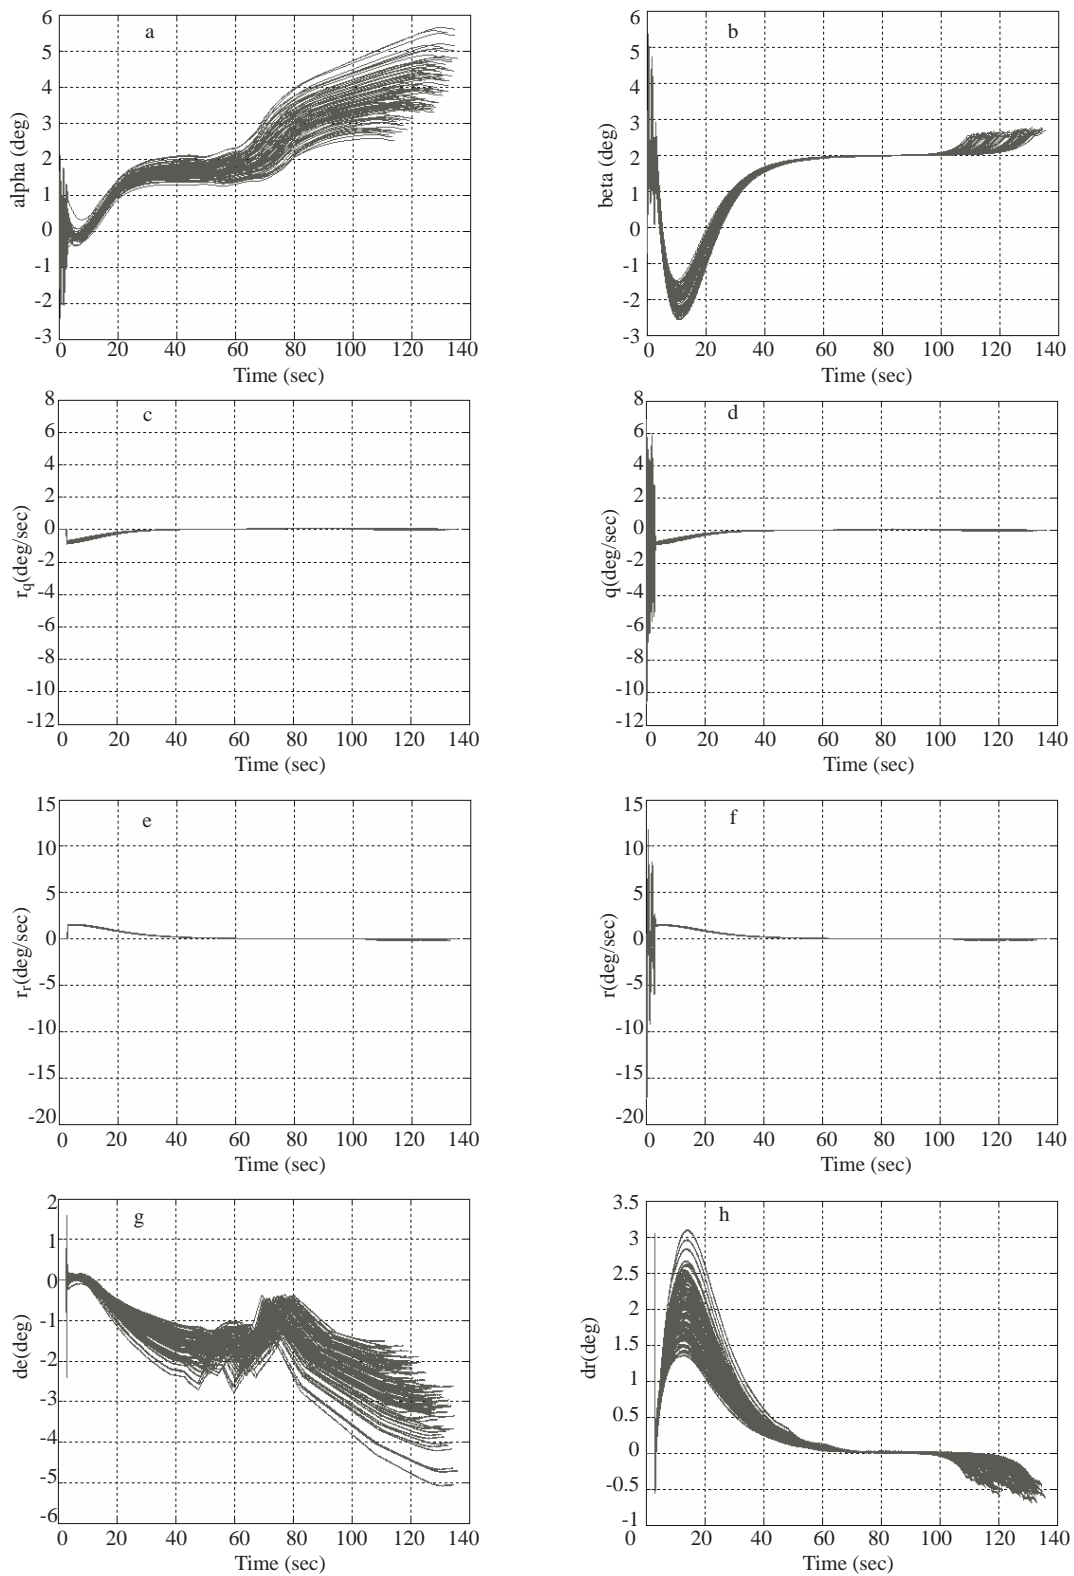 a
6
5
4
3
2
1
0
-1
-2
-3
alpha (deg)
0 20 40 60 80 100 120 140
Time (sec)
b
6
5
4
3
2
1
0
-1
-2
-3
beta (deg)
0 20 40 60 80 100 120 140
Time (sec)
c
8
6
4
2
0
-2
-4
-6
-8
-10
-12
rq(deg/sec)
0 20 40 60 80 100 120 140
Time (sec)
d
8
6
4
2
0
-2
-4
-6
-8
-10
-12
q(deg/sec)
0 20 40 60 80 100 120 140
Time (sec)
e
15
10
5
0
-5
-10
-15
-20
rr(deg/sec)
0 20 40 60 80 100 120 140
Time (sec)
f
15
10
5
0
-5
-10
-15
-20
r(deg/sec)
0 20 40 60 80 100 120 140
Time (sec)
g
2
1
0
-1
-2
-3
-4
-5
-6
de(deg)
0 20 40 60 80 100 120 140
Time (sec)
h
3.5
3
2.5
2
1.5
1
0.5
0
-0.5
-1
dr(deg)
0 20 40 60 80 100 120 140
Time (sec)